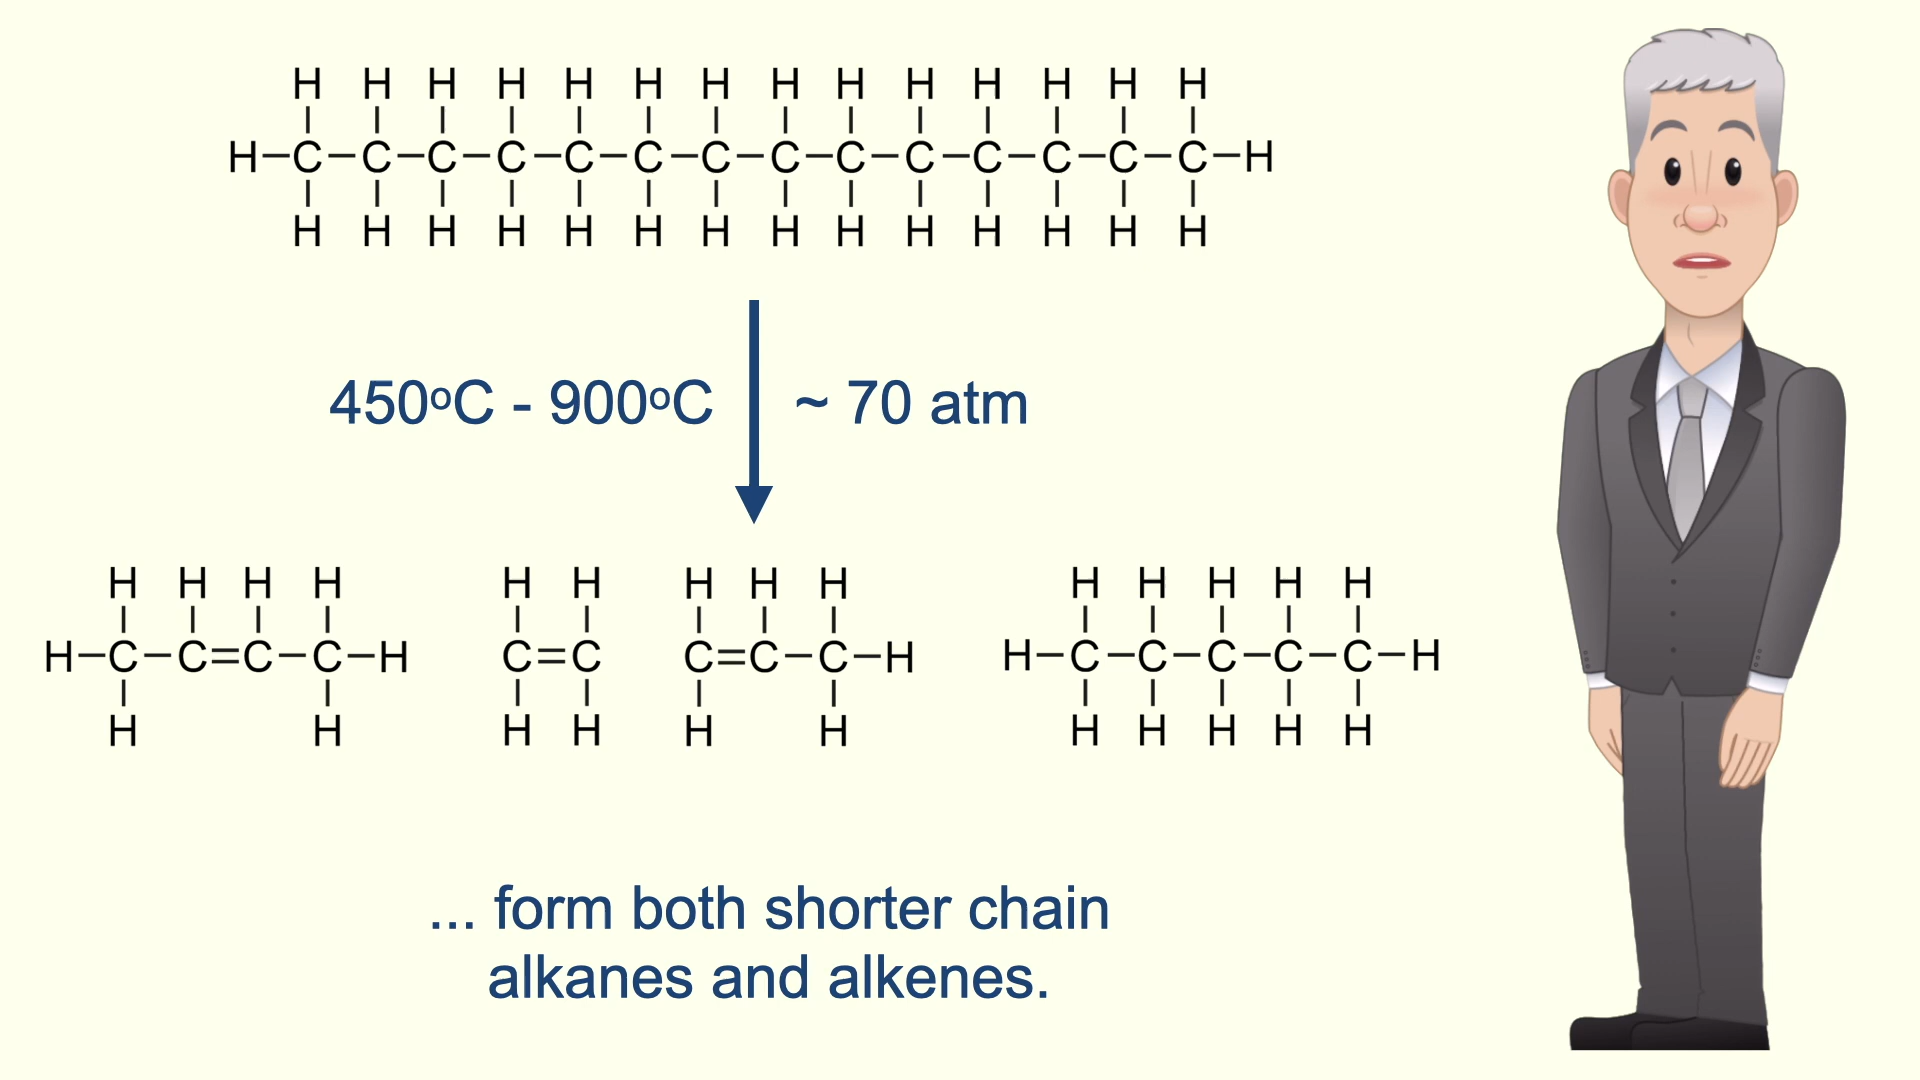 H H H H H H H H H H H H H H
H–C–C–C–C–C–C–C–C–C–C–C–C–C–C–H
H H H H H H H H H H H H H H
450ºC - 900ºC ~ 70 atm
H H H H H H H H H H H H H H
H–C–C=C–C–H C=C C=C–C–H H–C–C–C–C–C–H
H H H H H H H H H H H
... form both shorter chain
alkanes and alkenes.